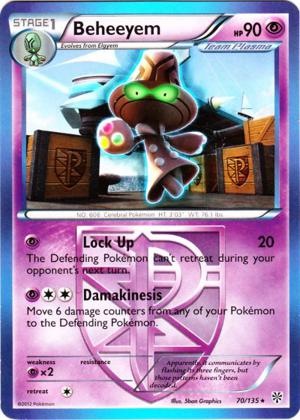 STAGE1
Beheeyem
HP 90
Evolves from Elgyem
Team Plasma
NO. 606 Cerebral Pokémon HT: 3'03" WT: 76.1 lbs
Lock Up 20
The Defending Pokémon can't retreat during your
opponent's next turn.
Damakinesis
Move 6 damage counters from any of your Pokémon
to the Defending Pokémon.
weakness
×2
resistance
retreat
Apparently, it communicates by
flashing its three fingers, but
those patterns haven't been
decoded.
Illus. 5ban Graphics
70/135 ★
©2012 Pokémon